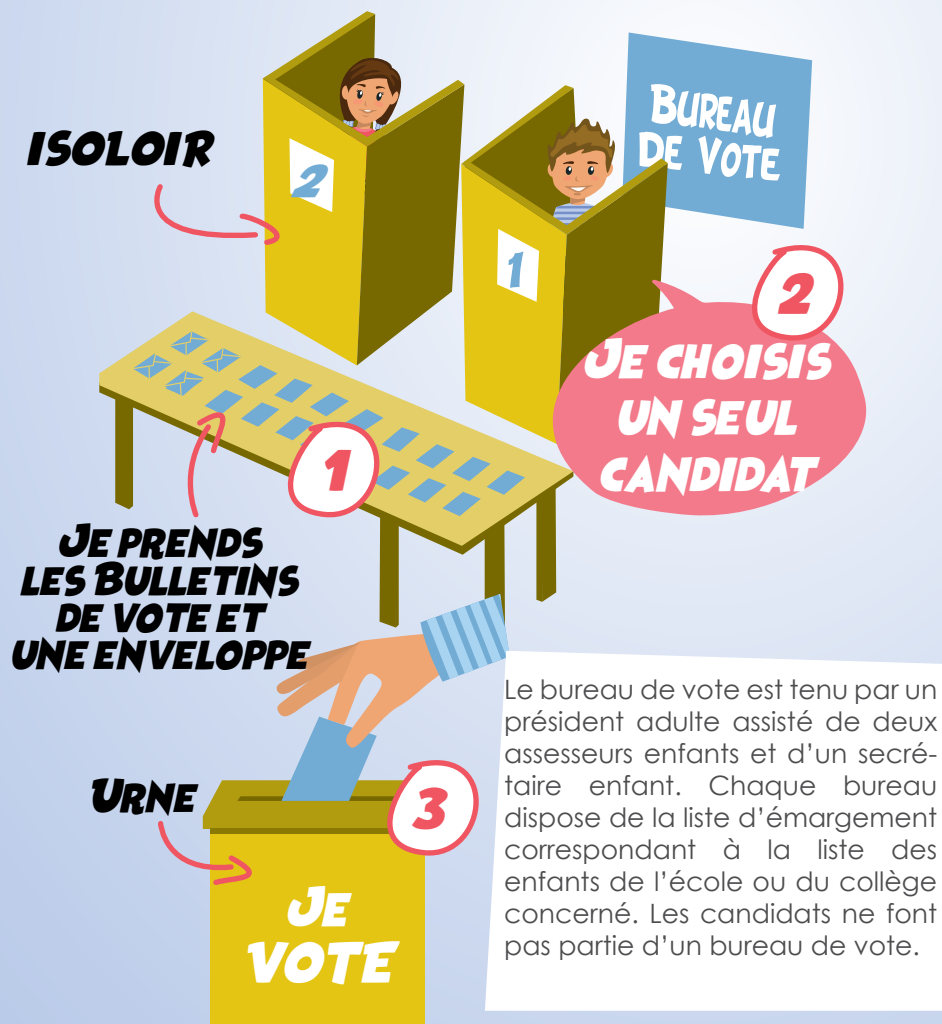 BUREAU
DE VOTE
ISOLOIR
2
1
2
JE CHOISIS
UN SEUL
CANDIDAT
1
JE PRENDS
LES BULLETINS
DE VOTE ET
UNE ENVELOPPE
URNE
3
JE
VOTE
Le bureau de vote est tenu par un
président adulte assisté de deux
assesseurs enfants et d’un secré-
taire enfant. Chaque bureau
dispose de la liste d’émargement
correspondant à la liste des
enfants de l’école ou du collège
concerné. Les candidats ne font
pas partie d’un bureau de vote.